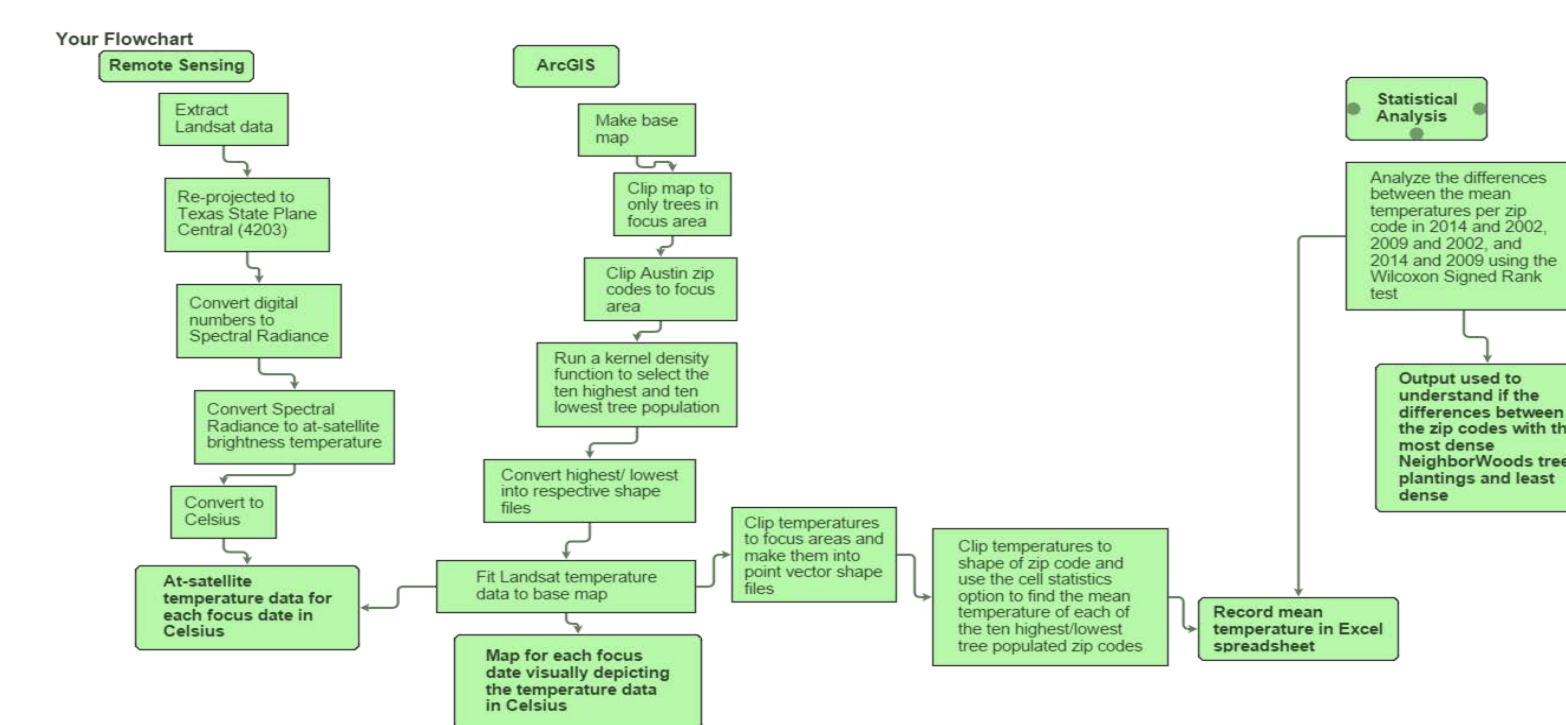 Your Flowchart
Remote Sensing
Extract
Landsat data
Re-projected to
Texas State Plane
Central (4203)
Convert digital
numbers to
Spectral Radiance
Convert Spectral
Radiance to at-satellite
brightness temperature
Convert to
Celsius
At-satellite
temperature data for
each focus date in
Celsius
ArcGIS
Make base
map
Clip map to
only trees in
focus area
Clip Austin zip
codes to focus
area
Run a kernel density
function to select the
ten highest and ten
lowest tree population
Convert highest/ lowest
into respective shape
files
Fit Landsat temperature
data to base map
Map for each focus
date visually depicting
the temperature data
in Celsius
Clip temperatures
to focus areas and
make them into
point vector shape
files
Clip temperatures to
shape of zip code and
use the cell statistics
option to find the mean
temperature of each of
the ten highest/lowest
tree populated zip codes
Record mean
temperature in Excel
spreadsheet
Statistical
Analysis
Analyze the differences
between the mean
temperatures per zip
code in 2014 and 2002,
2009 and 2002, and
2014 and 2009 using the
Wilcoxon Signed Rank
test
Output used to
understand if the
differences between
the zip codes with th
most dense
NeighborWoods tree
plantings and least
dense